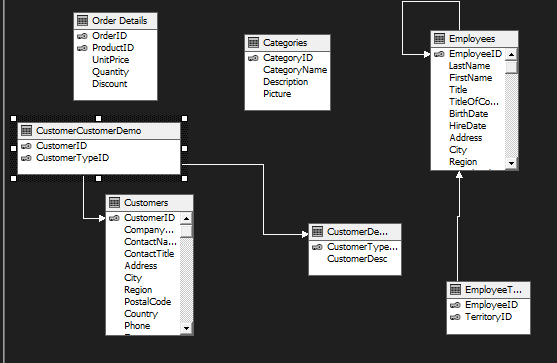 Order Details
OrderID
ProductID
UnitPrice
Quantity
Discount
Categories
CategoryID
CategoryName
Description
Picture
Employees
EmployeeID
LastName
FirstName
Title
TitleOfCo...
BirthDate
HireDate
Address
City
Region
CustomerCustomerDemo
CustomerID
CustomerTypeID
Customers
CustomerID
Company...
ContactNa...
ContactTitle
Address
City
Region
PostalCode
Country
Phone
CustomerDe...
CustomerType...
CustomerDesc
EmployeeT...
EmployeeID
TerritoryID